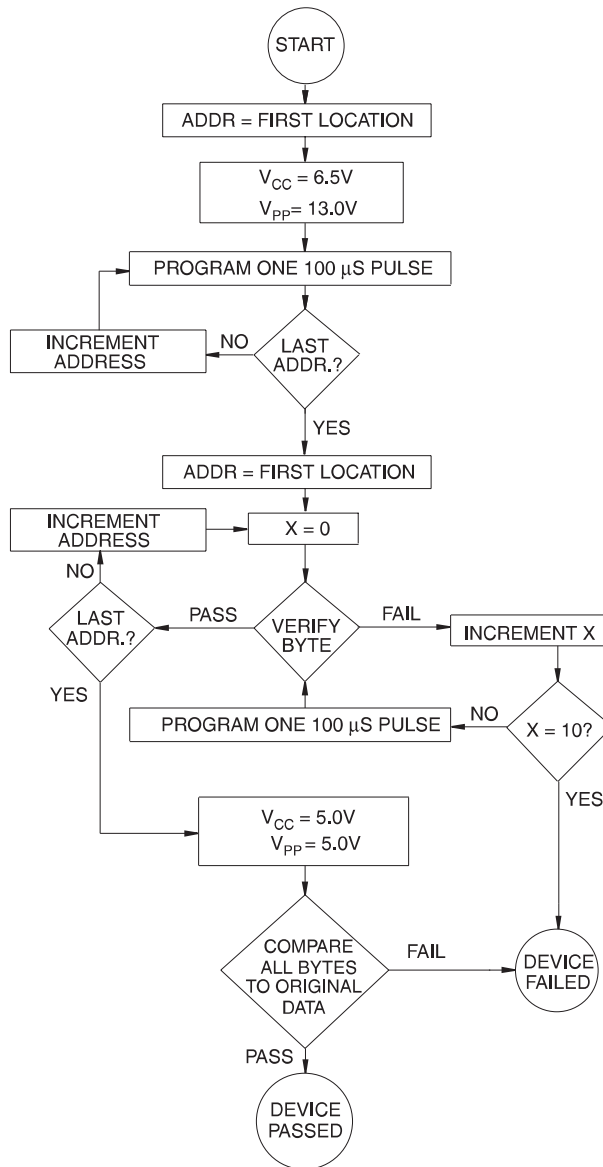 START
ADDR = FIRST LOCATION
VCC = 6.5V
VPP = 13.0V
PROGRAM ONE 100 µS PULSE
INCREMENT
ADDRESS
NO
LAST
ADDR.?
YES
ADDR = FIRST LOCATION
INCREMENT
ADDRESS
X = 0
NO
LAST
ADDR.?
PASS
VERIFY
BYTE
FAIL
INCREMENT X
YES
PROGRAM ONE 100 µS PULSE
NO
X = 10?
YES
VCC = 5.0V
VPP = 5.0V
COMPARE
ALL BYTES
TO ORIGINAL
DATA
FAIL
DEVICE
FAILED
PASS
DEVICE
PASSED